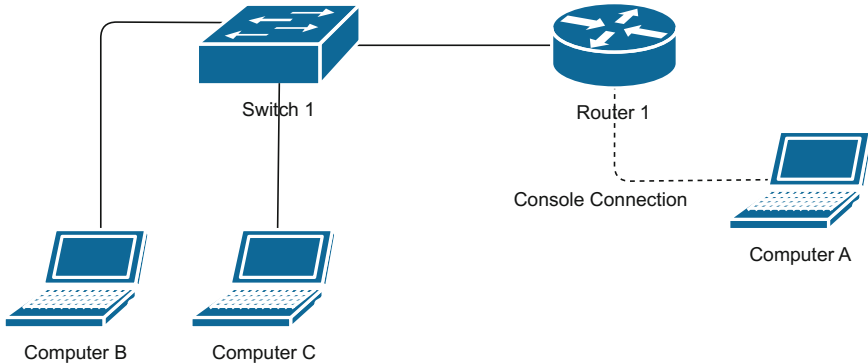 Switch 1
Router 1
Console Connection
Computer A
Computer B
Computer C